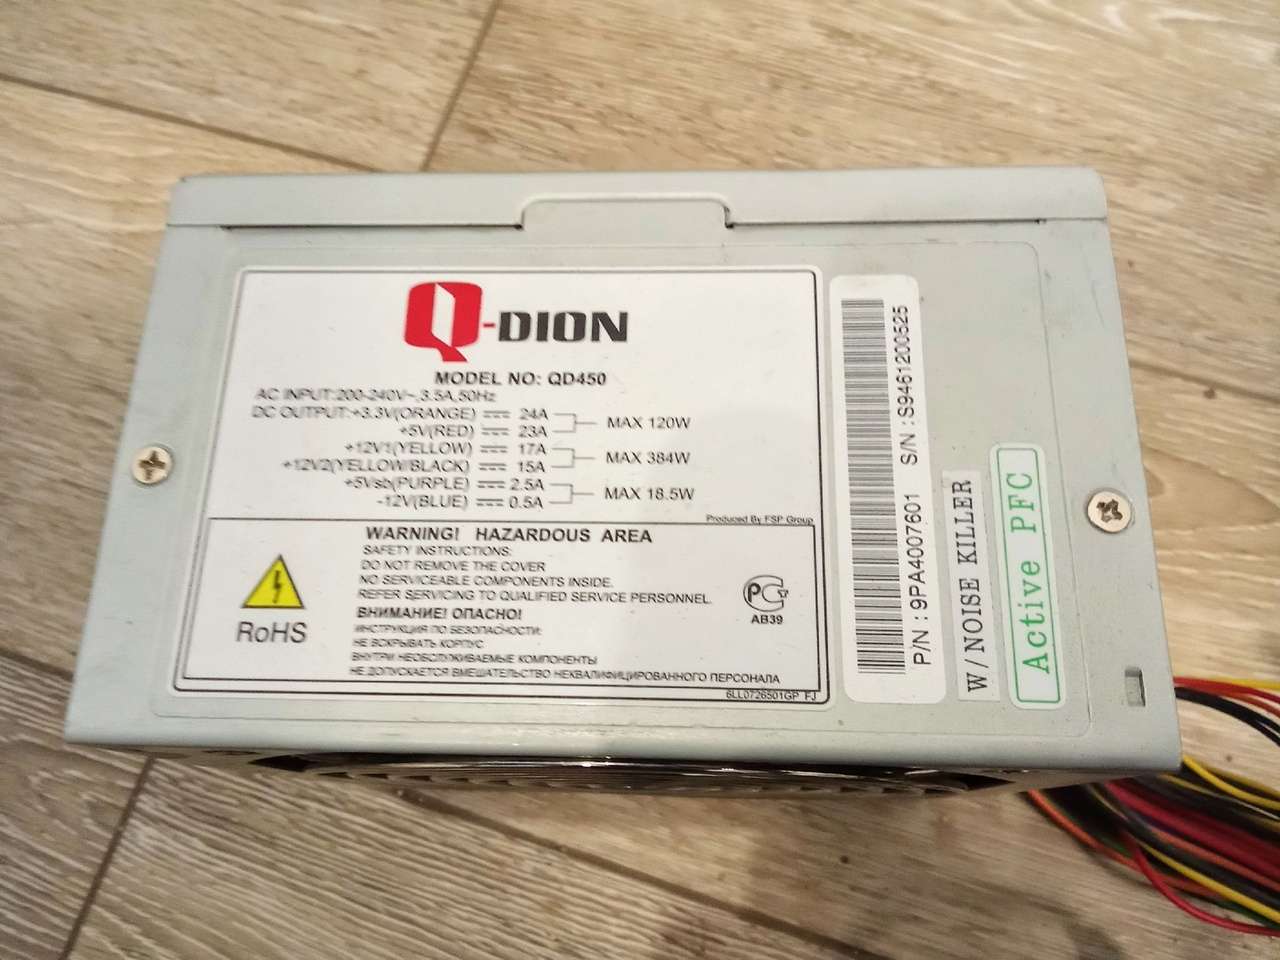 Q-DION
MODEL NO: QD450
AC INPUT:200-240V~,3.5A,50Hz
DC OUTPUT:+3.3V(ORANGE) 24A
+5V(RED) 23A
MAX 120W
+12V1(YELLOW) 17A
+12V2(YELLOW/BLACK) 15A
MAX 384W
+5Vsb(PURPLE) 2.5A
-12V(BLUE) 0.5A
MAX 18.5W
Produced By FSP Group
WARNING! HAZARDOUS AREA
SAFETY INSTRUCTIONS:
DO NOT REMOVE THE COVER
NO SERVICEABLE COMPONENTS INSIDE.
REFER SERVICING TO QUALIFIED SERVICE PERSONNEL.
ВНИМАНИЕ! ОПАСНО!
ИНСТРУКЦИЯ ПО БЕЗОПАСНОСТИ:
НЕ ВСКРЫВАТЬ КОРПУС
ВНУТРИ НЕОБСЛУЖИВАЕМЫЕ КОМПОНЕНТЫ
НЕ ДОПУСКАЕТСЯ ВМЕШАТЕЛЬСТВО НЕКВАЛИФИЦИРОВАННОГО ПЕРСОНАЛА
RoHS
АВ39
6LL0726501GP FJ
P/N : 9PA4007601 S/N : S9461200525
W/NOISE KILLER
Active PFC